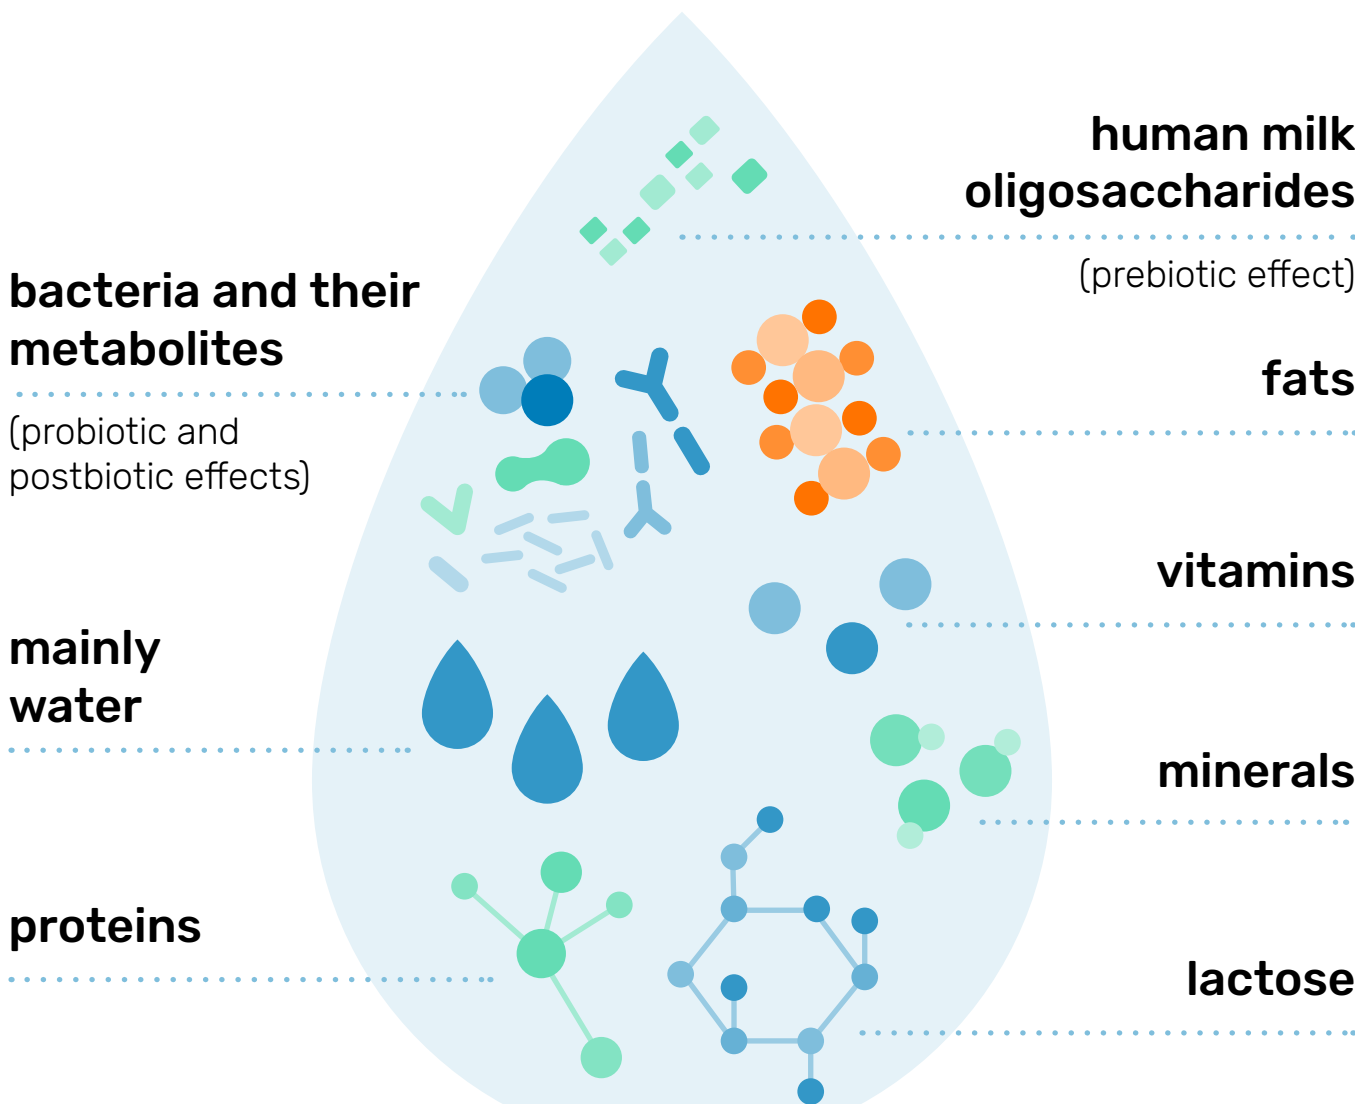 human milk
oligosaccharides
(prebiotic effect)
bacteria and their
metabolites
(probiotic and
postbiotic effects)
fats
vitamins
mainly
water
minerals
proteins
lactose